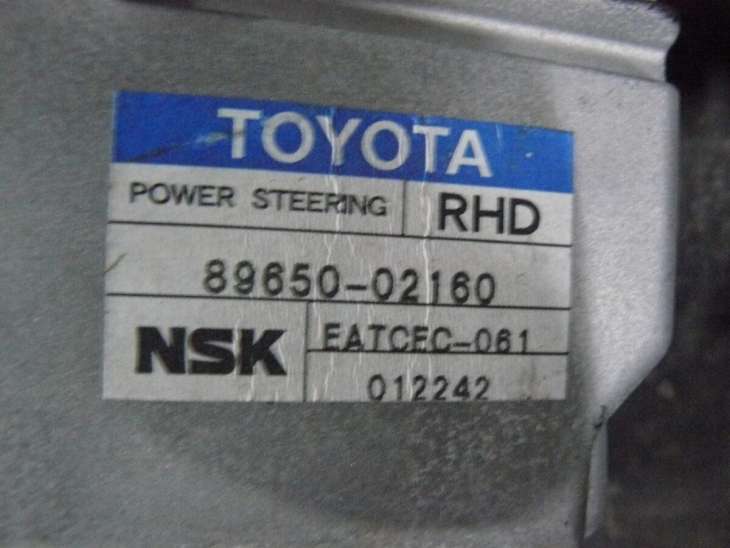 TOYOTA
POWER STEERING RHD
89650-02160
NSK EATCEC-061
012242